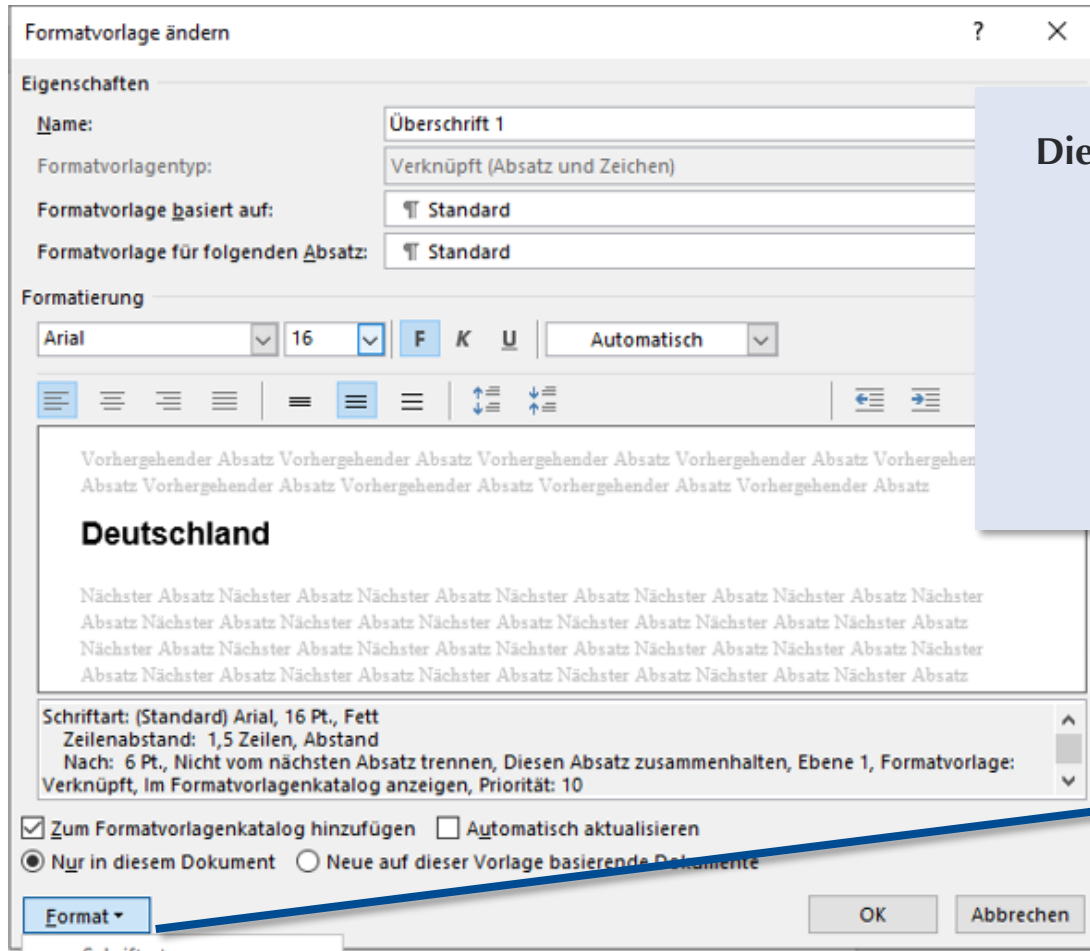 Formatvorlage ändern ? ×
Eigenschaften
Name: Überschrift 1
Formatvorlagentyp: Verknüpft (Absatz und Zeichen)
Formatvorlage basiert auf: ¶ Standard
Formatvorlage für folgenden Absatz: ¶ Standard
Die
Formatierung
Arial 16 F K U Automatisch
Vorhergehender Absatz Vorhergehender Absatz Vorhergehender Absatz Vorhergehender Absatz Vorhergehen
Absatz Vorhergehender Absatz Vorhergehender Absatz Vorhergehender Absatz Vorhergehender Absatz
Deutschland
Nächster Absatz Nächster Absatz Nächster Absatz Nächster Absatz Nächster Absatz Nächster Absatz Nächster
Absatz Nächster Absatz Nächster Absatz Nächster Absatz Nächster Absatz Nächster Absatz Nächster Absatz
Nächster Absatz Nächster Absatz Nächster Absatz Nächster Absatz Nächster Absatz Nächster Absatz Nächster
Absatz Nächster Absatz Nächster Absatz Nächster Absatz Nächster Absatz Nächster Absatz Nächster Absatz
Schriftart: (Standard) Arial, 16 Pt., Fett
Zeilenabstand: 1,5 Zeilen, Abstand
Nach: 6 Pt., Nicht vom nächsten Absatz trennen, Diesen Absatz zusammenhalten, Ebene 1, Formatvorlage:
Verknüpft, Im Formatvorlagenkatalog anzeigen, Priorität: 10
Zum Formatvorlagenkatalog hinzufügen Automatisch aktualisieren
Nur in diesem Dokument Neue auf dieser Vorlage basierende Dokumente
Format OK Abbrechen